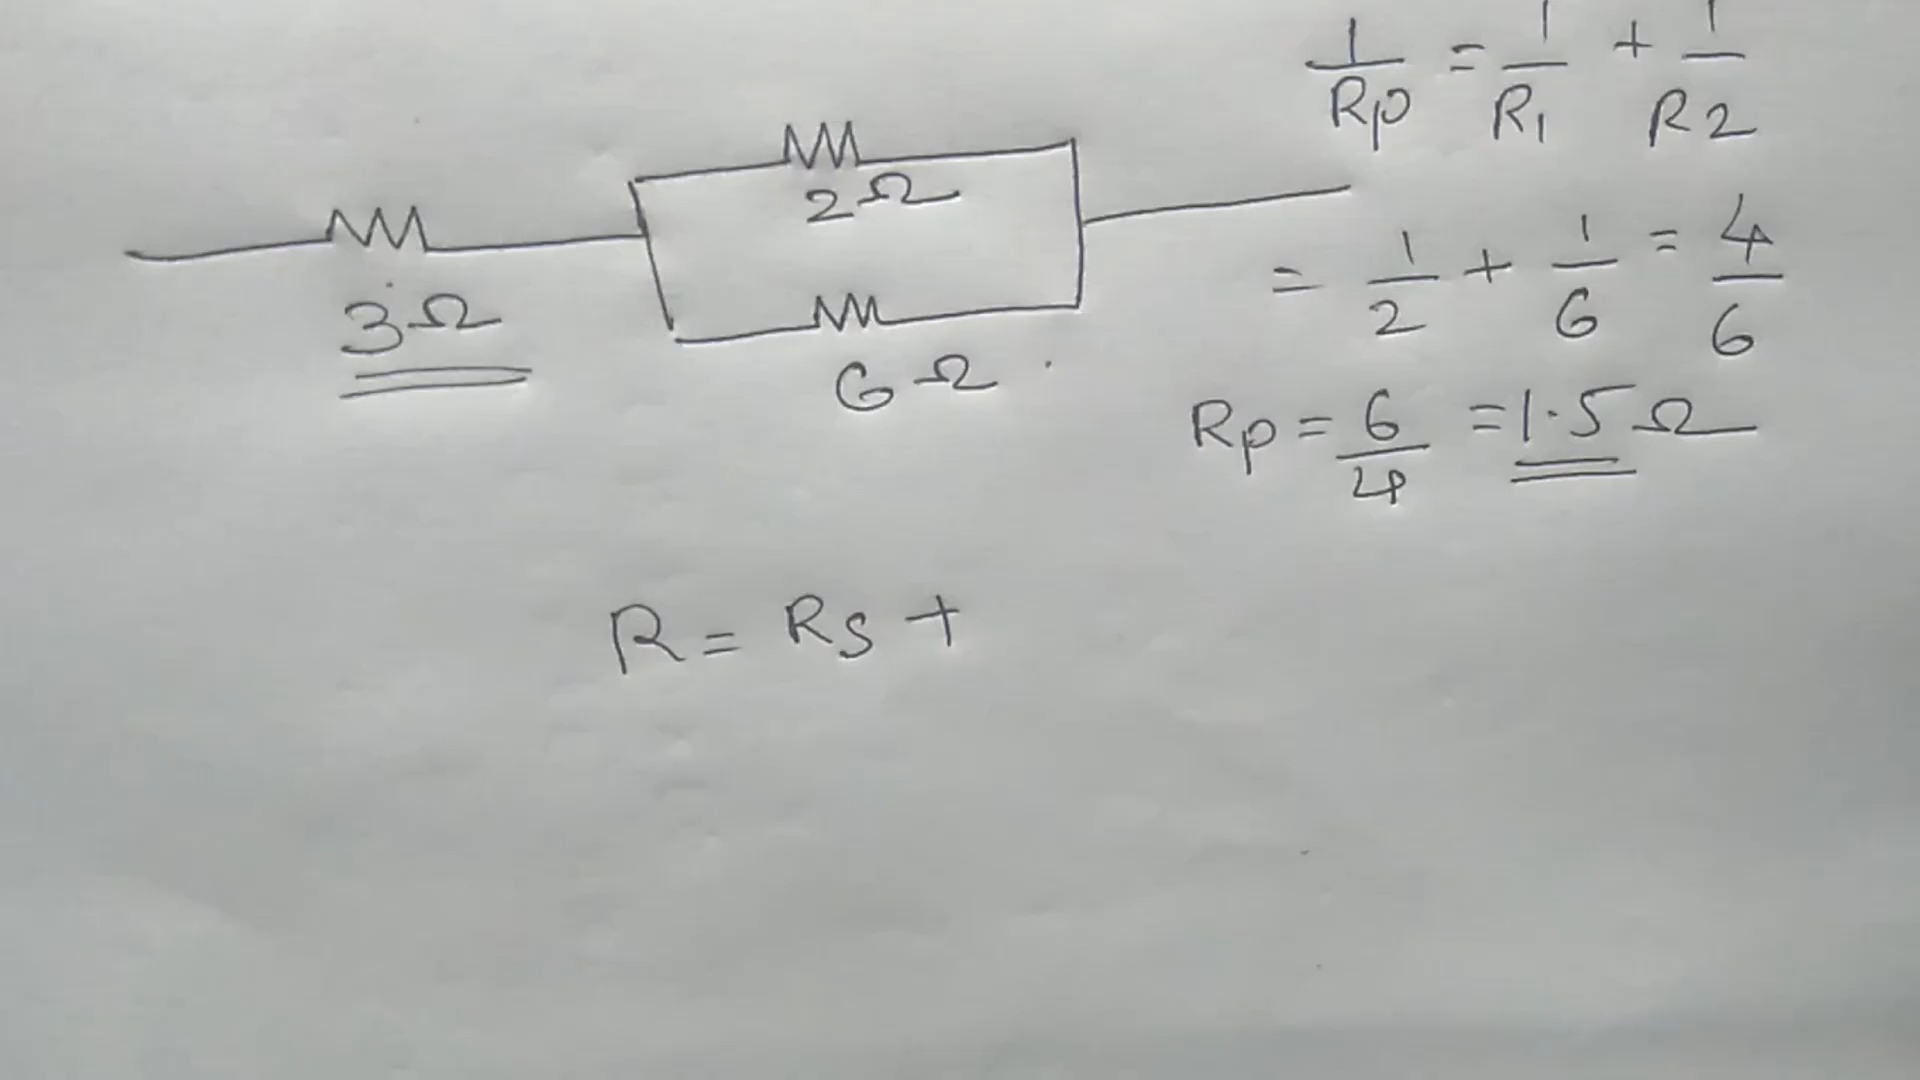 1/Rp = 1/R1 + 1/R2
2Ω
3Ω
= 1/2 + 1/6 = 4/6
6Ω
Rp = 6/4 = 1.5 Ω
R = Rs +